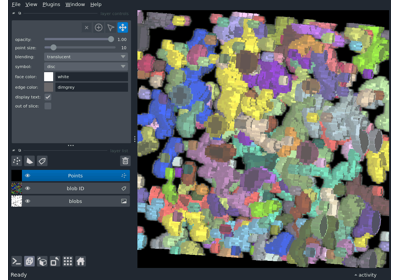 File View Plugins Window Help
opacity: 1.00
point size: 10
blending: translucent
symbol: disc
face color: white
edge color: dimgrey
display text:
out of slice:
Points
blob ID
blobs
Ready
activity